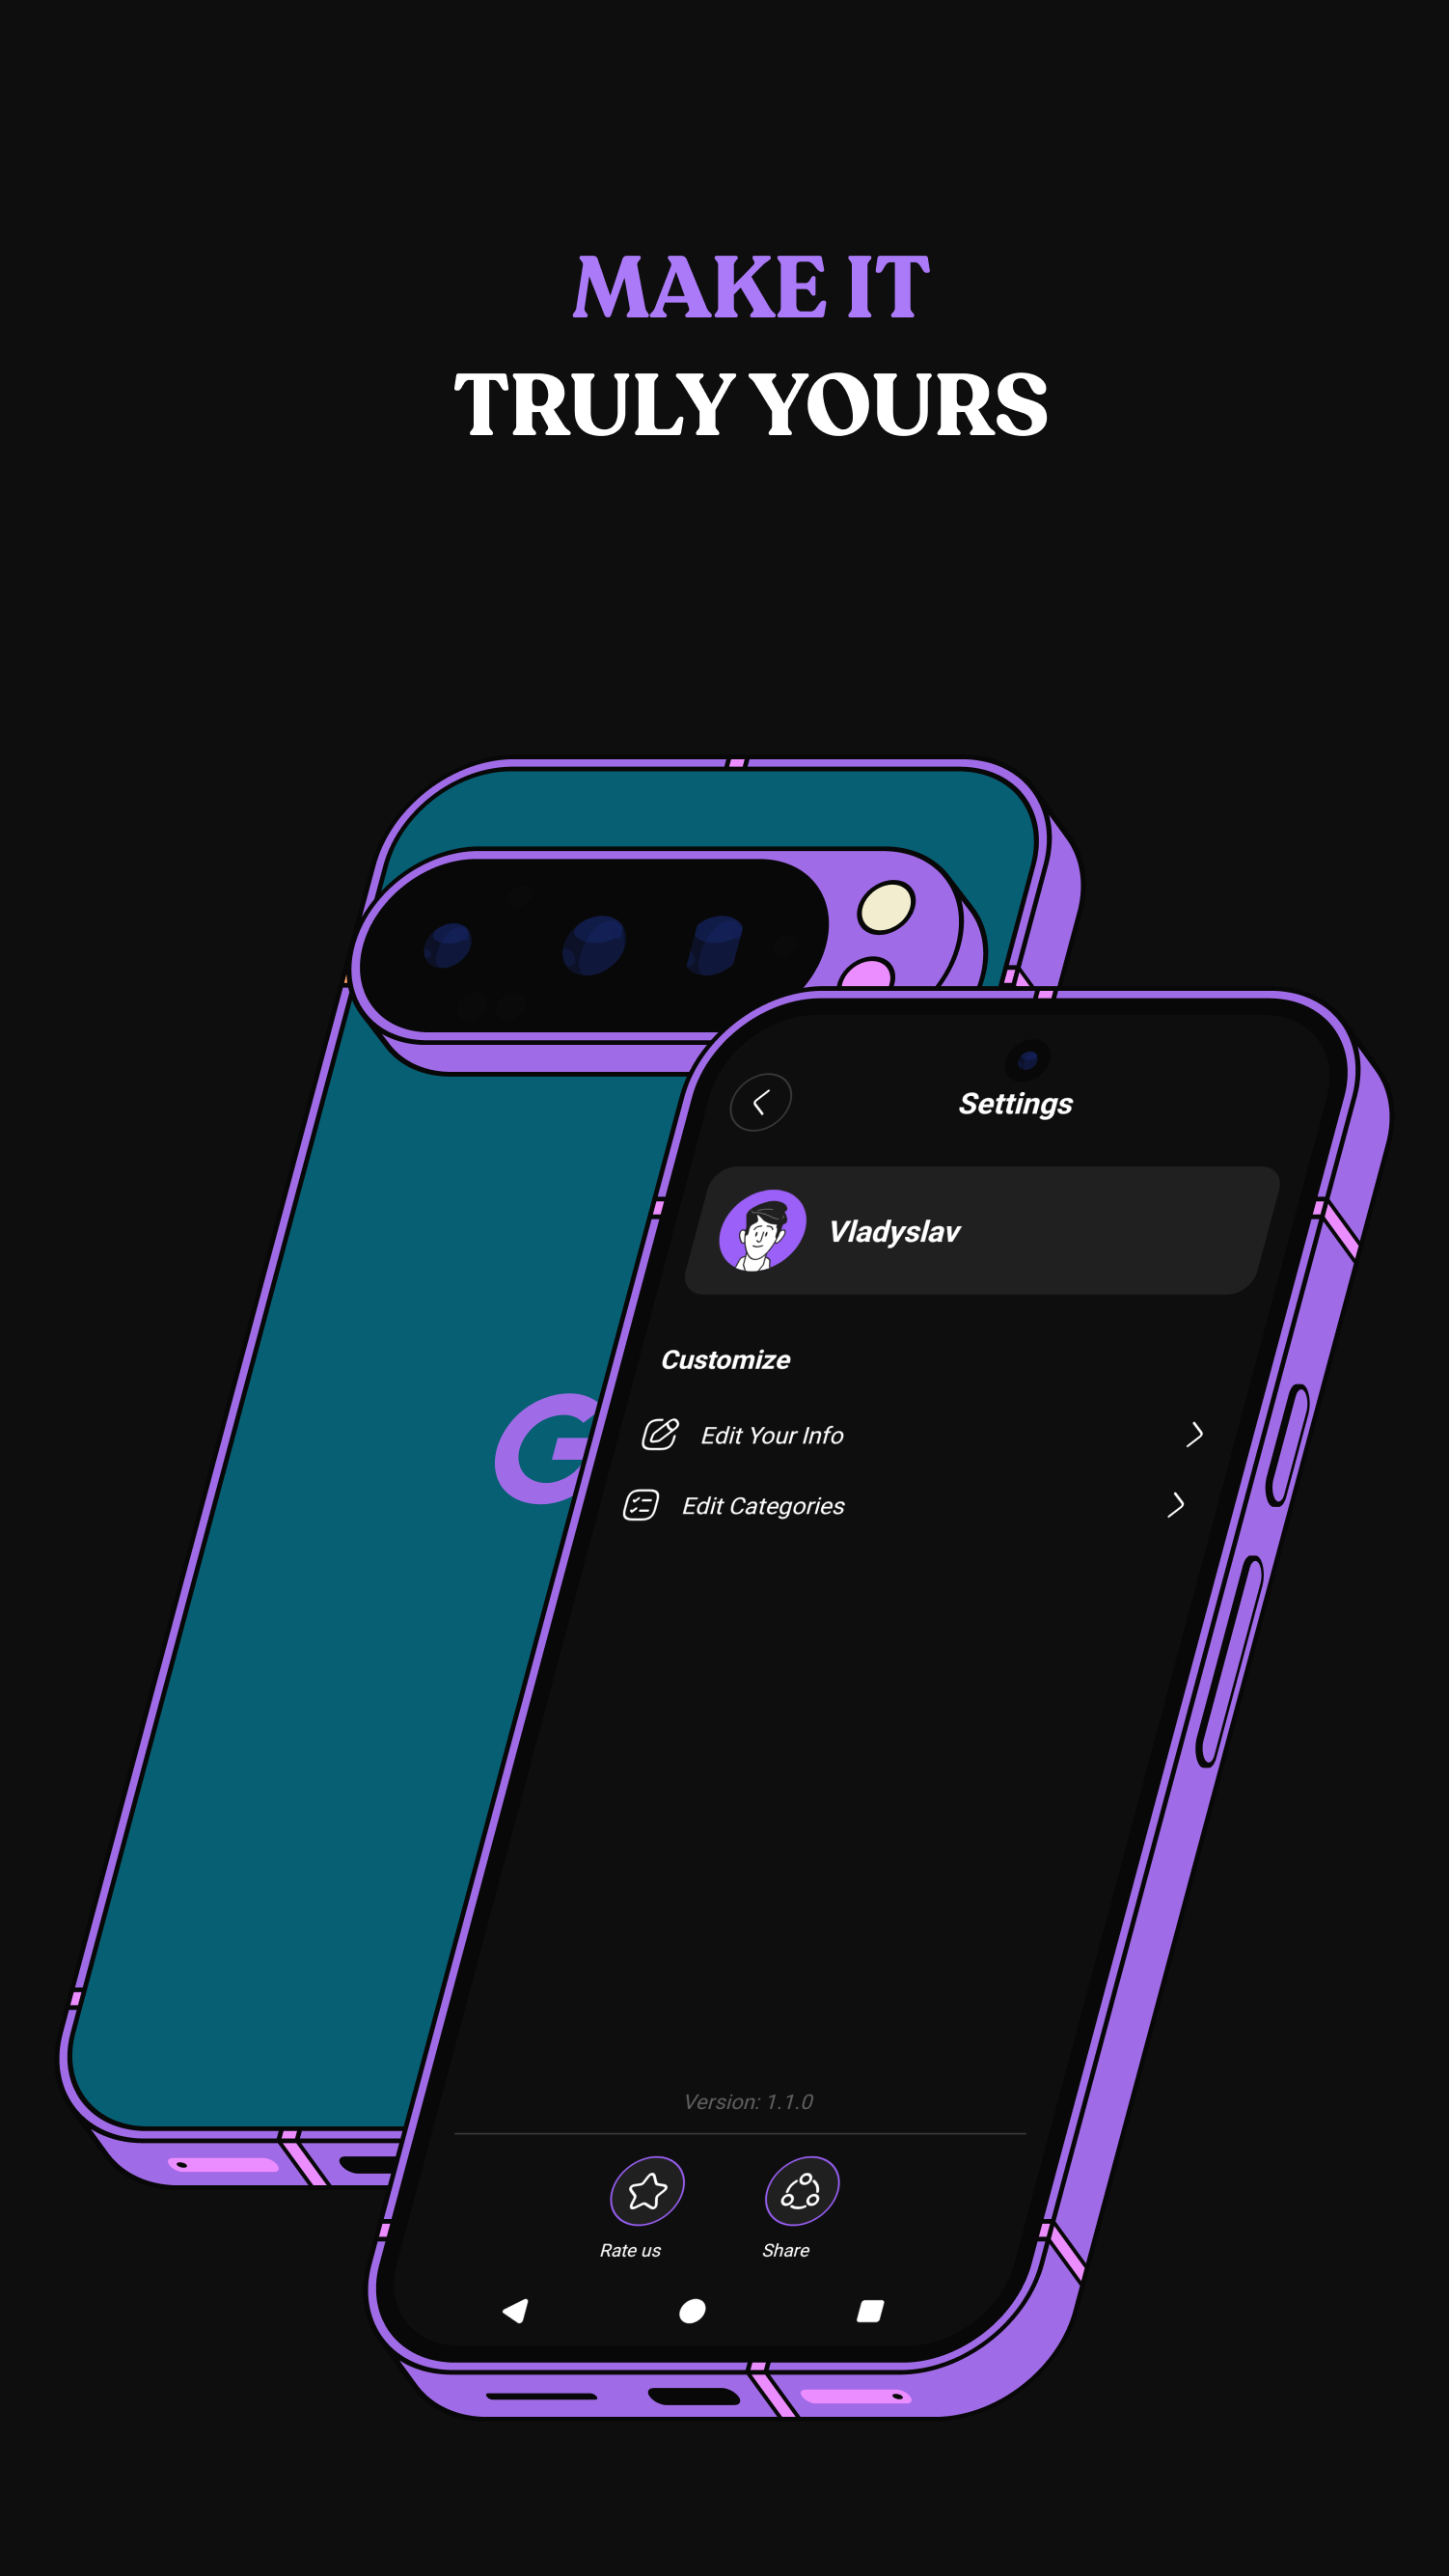 MAKE IT
TRULY YOURS
Settings
Vladyslav
Customize
Edit Your Info
Edit Categories
G
Version: 1.1.0
Rate us
Share